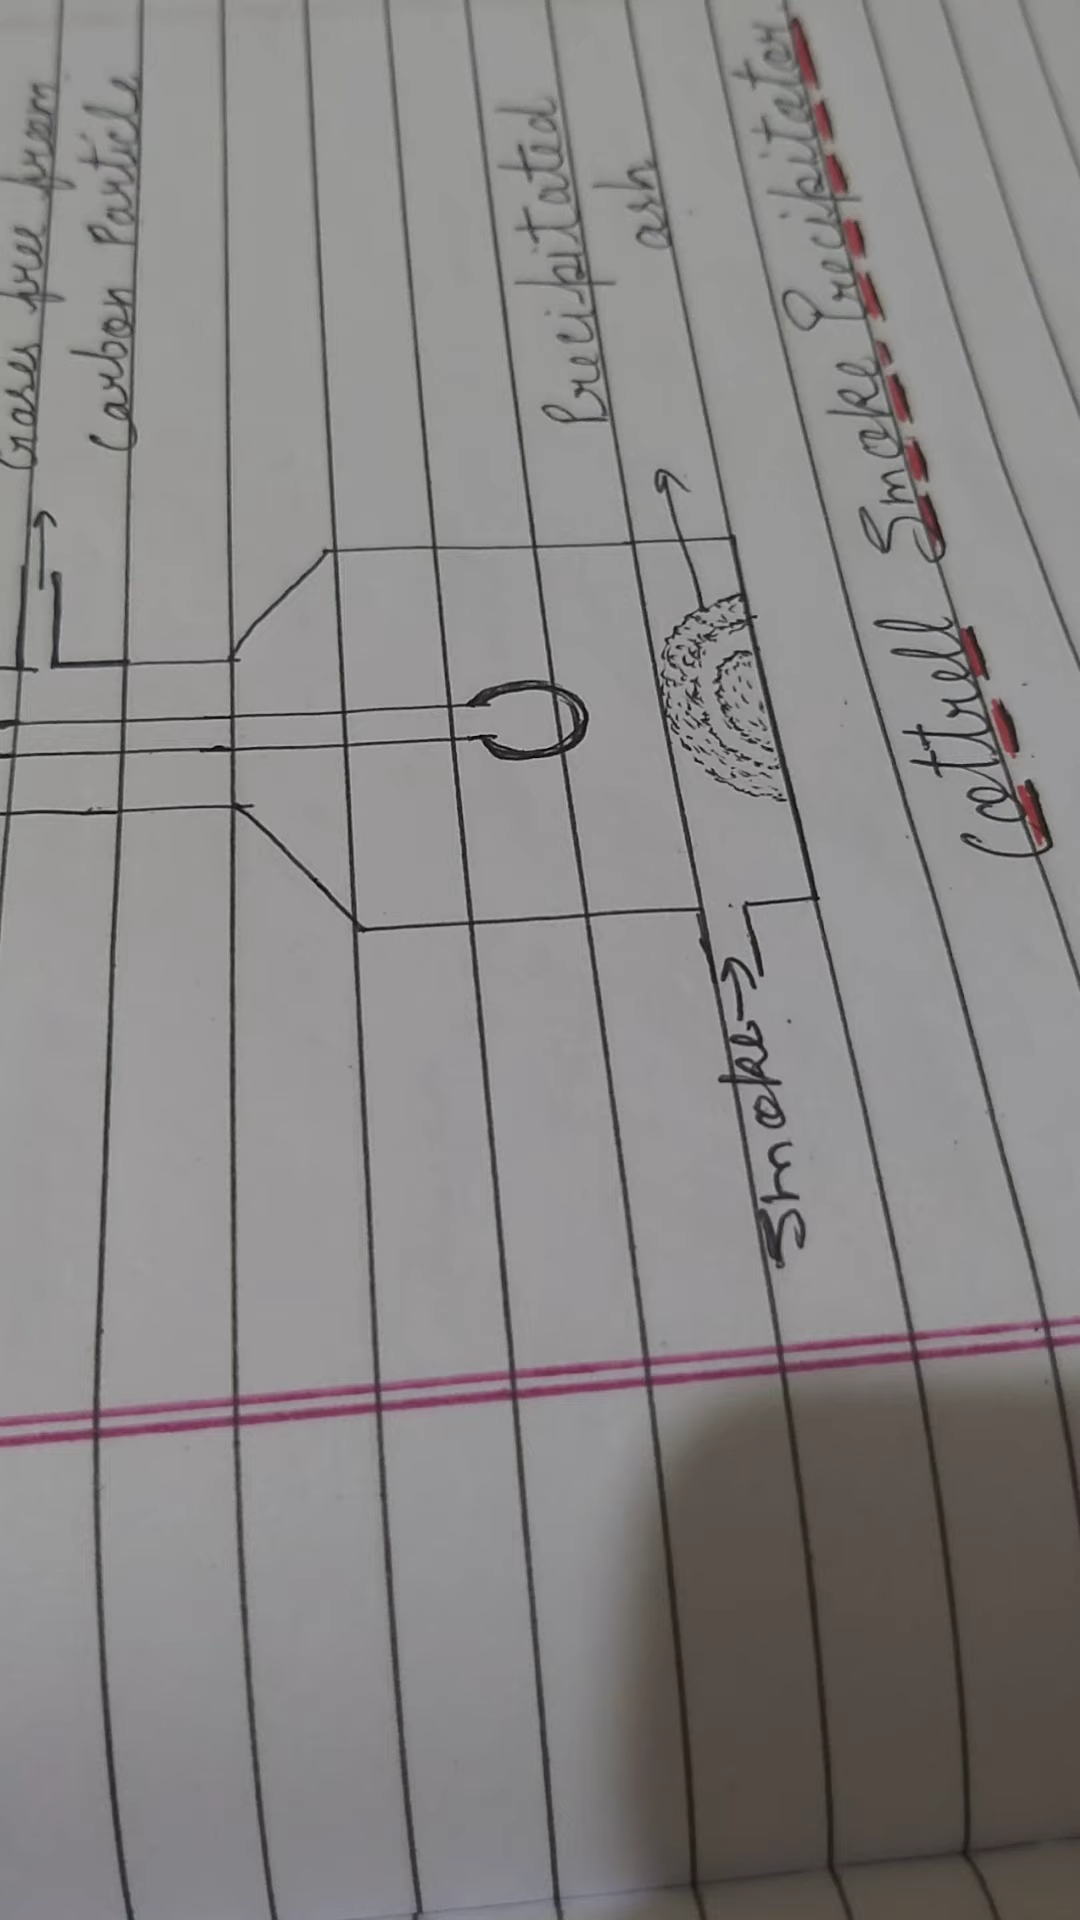 Gases free from
Carbon Particle
Precipitated
ash
Smoke
Cottrell Smoke Precipitator